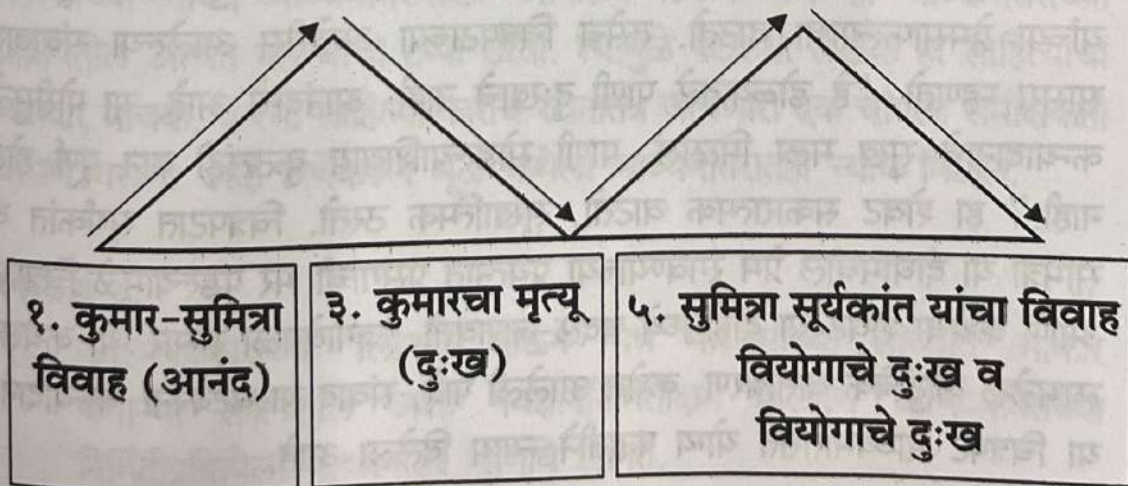 १. कुमार-सुमित्रा
विवाह (आनंद)
३. कुमारचा मृत्यू
(दुःख)
५. सुमित्रा सूर्यकांत यांचा विवाह
वियोगाचे दुःख व
वियोगाचे दुःख